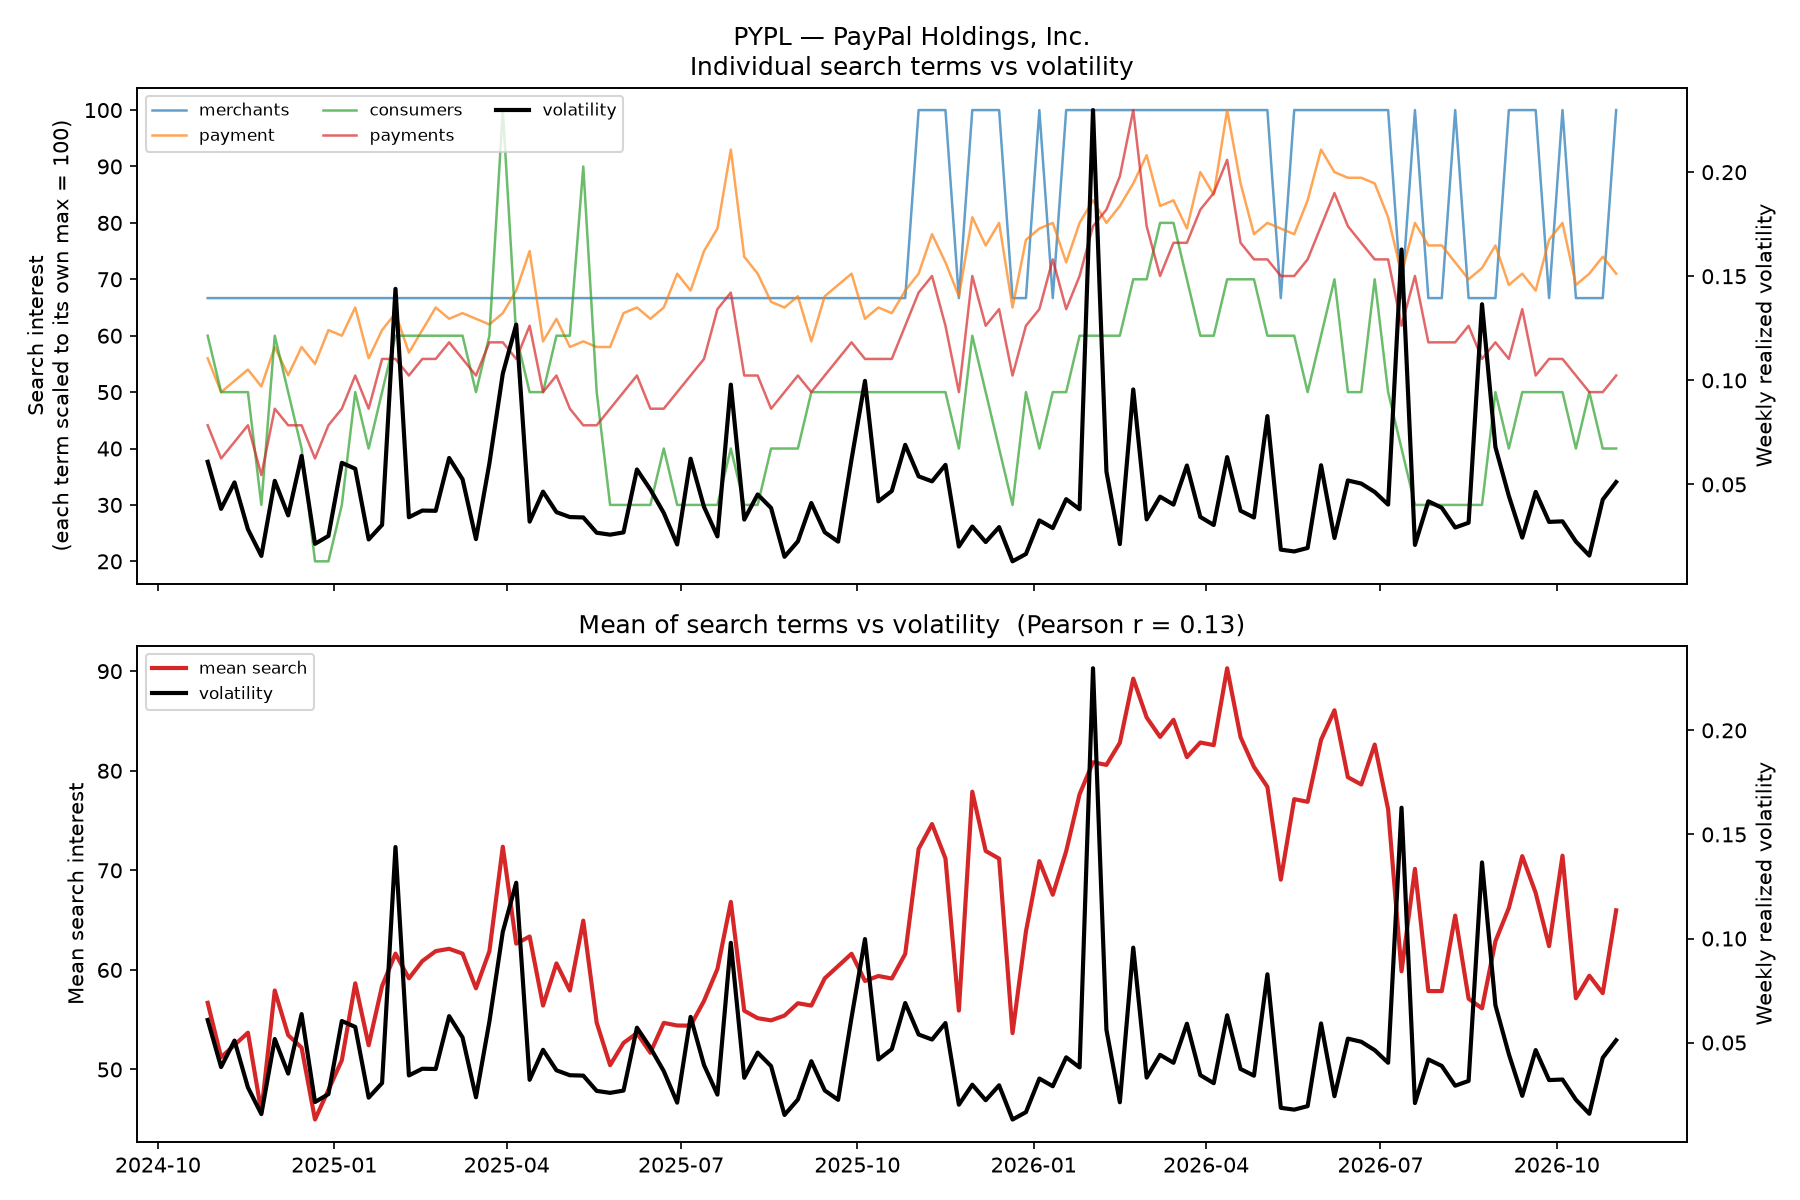 PYPL — PayPal Holdings, Inc.
Individual search terms vs volatility
merchants
payment
consumers
payments
volatility
Search interest
(each term scaled to its own max = 100)
100
90
80
70
60
50
40
30
20
0.20
0.15
0.10
0.05
Weekly realized volatility
Mean of search terms vs volatility (Pearson r = 0.13)
mean search
volatility
Mean search interest
90
80
70
60
50
0.20
0.15
0.10
0.05
Weekly realized volatility
2024-10
2025-01
2025-04
2025-07
2025-10
2026-01
2026-04
2026-07
2026-10